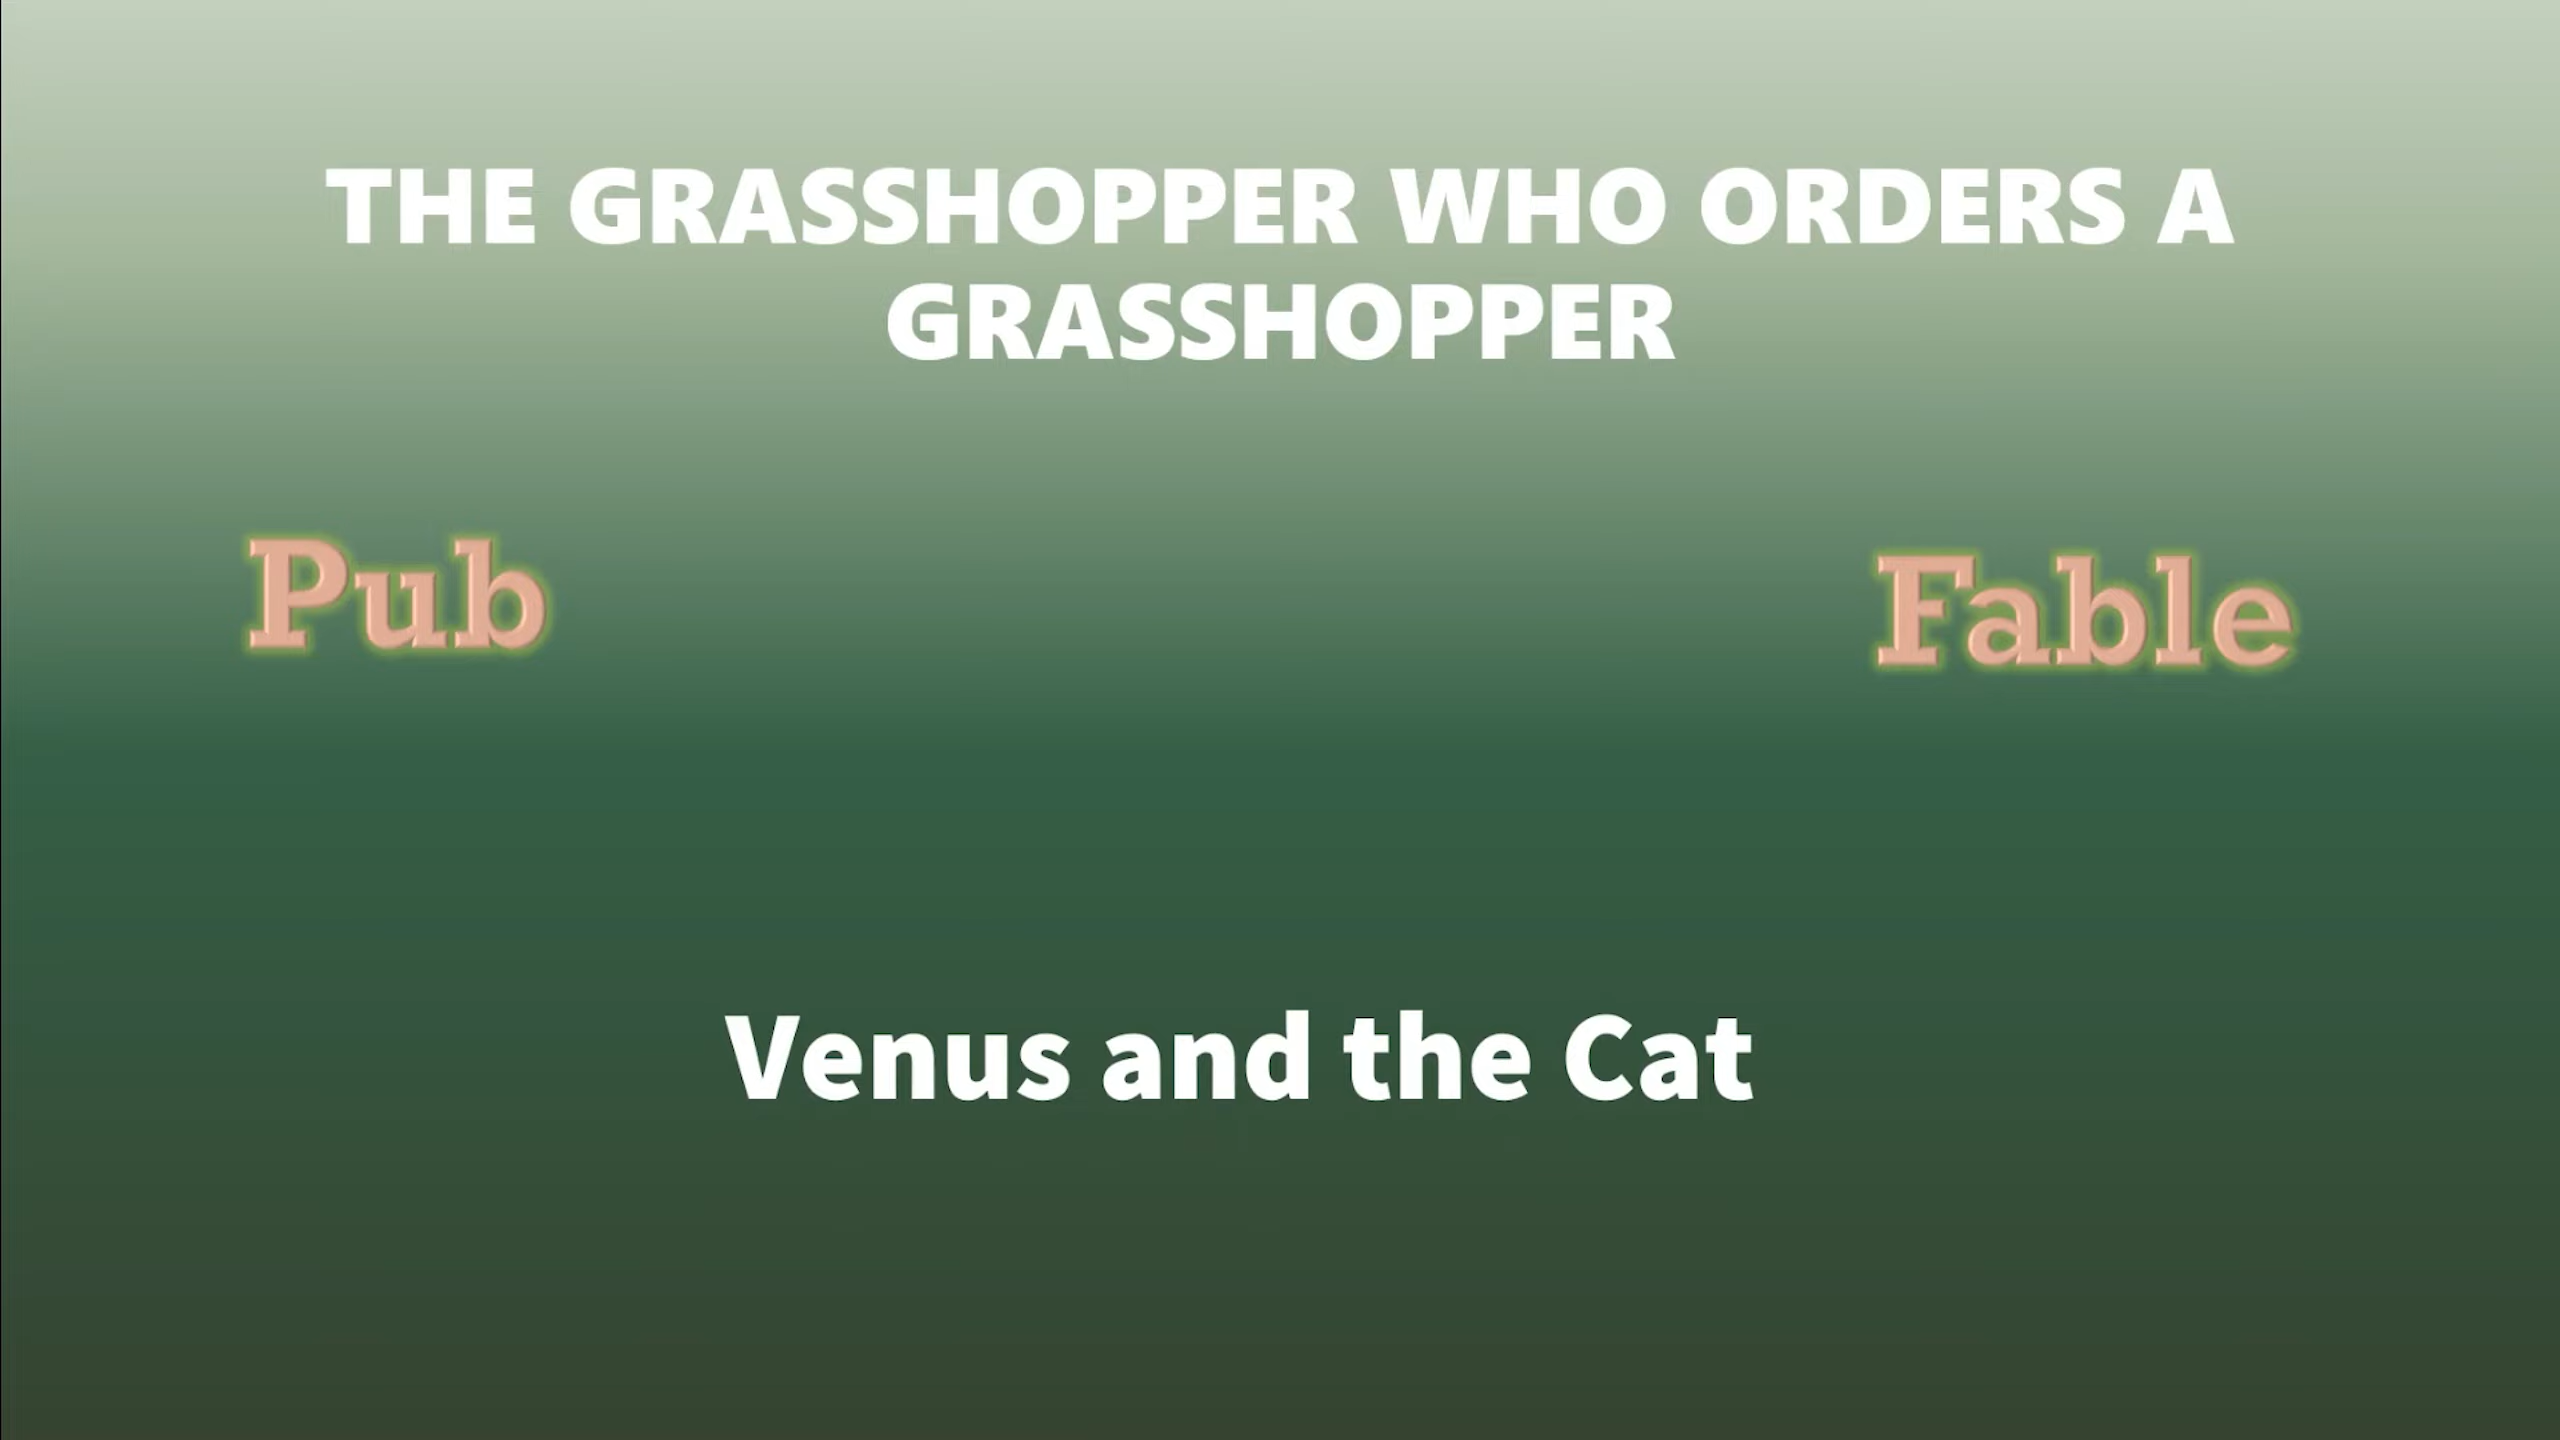 THE GRASSHOPPER WHO ORDERS A
GRASSHOPPER
Pub
Fable
Venus and the Cat